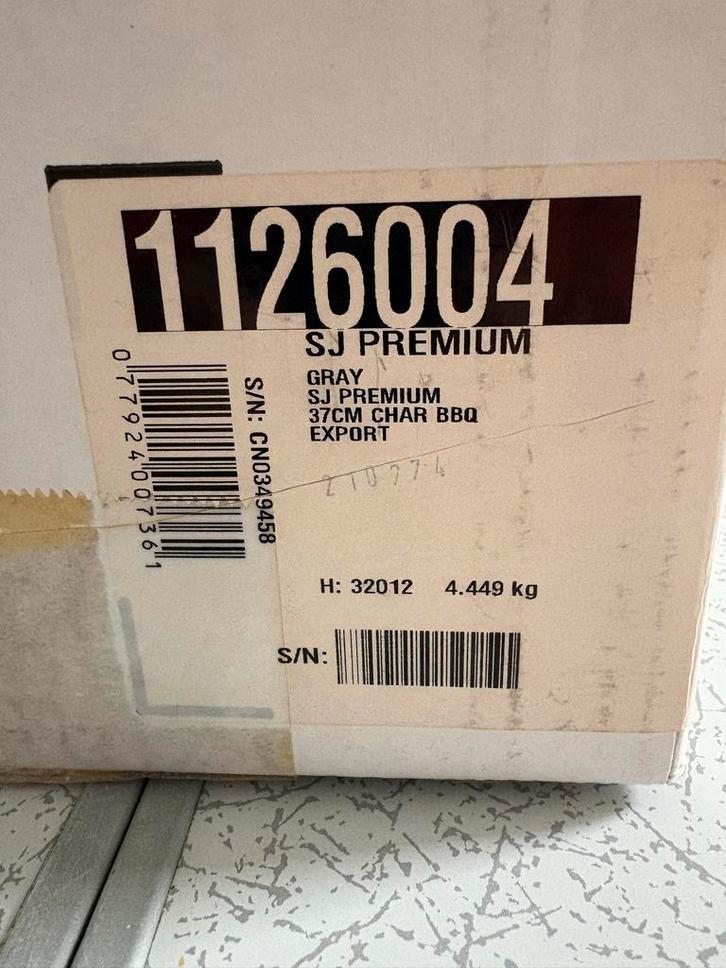 1126004
SJ PREMIUM
GRAY
SJ PREMIUM
37CM CHAR BBQ
EXPORT
210774
H: 32012 4.449 kg
S/N:
S/N: CN0349458
0 77924 00736 1